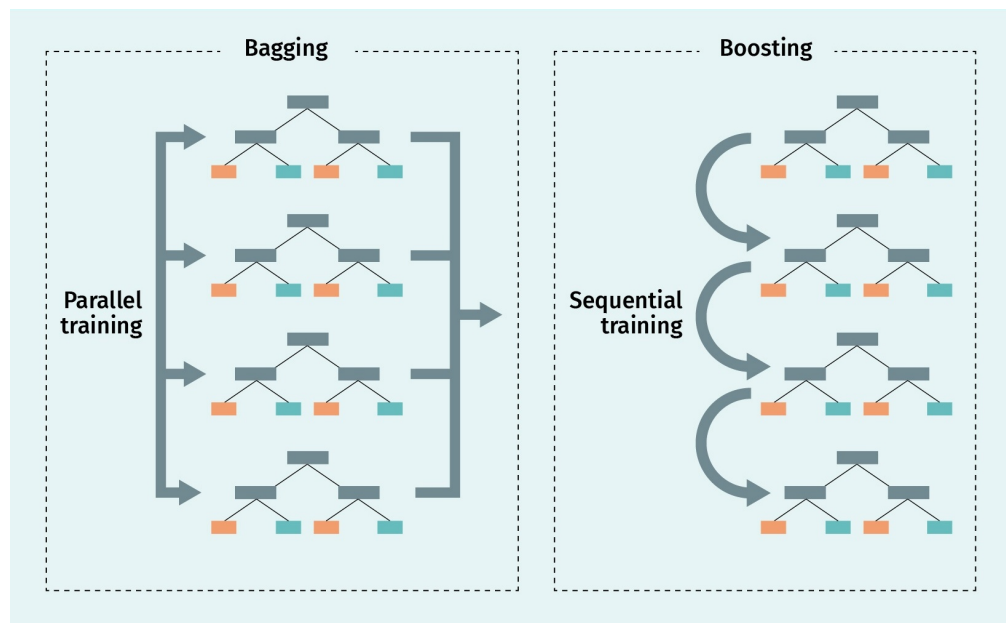 Bagging
Boosting
Parallel
training
Sequential
training